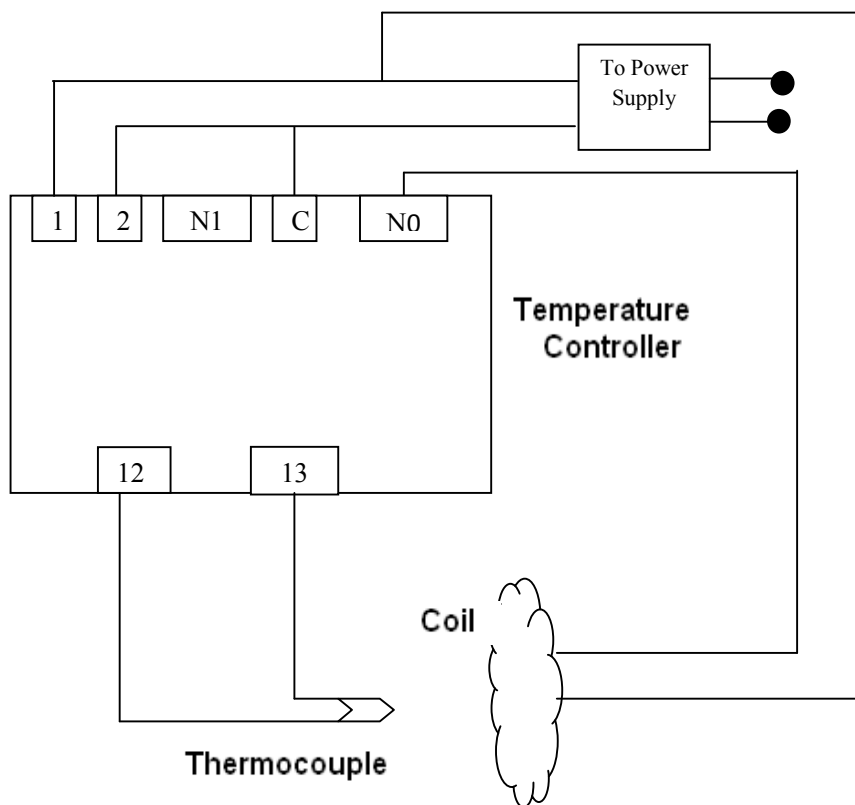 To Power
Supply
1
2
N1
C
N0
Temperature
Controller
12
13
Coil
Thermocouple